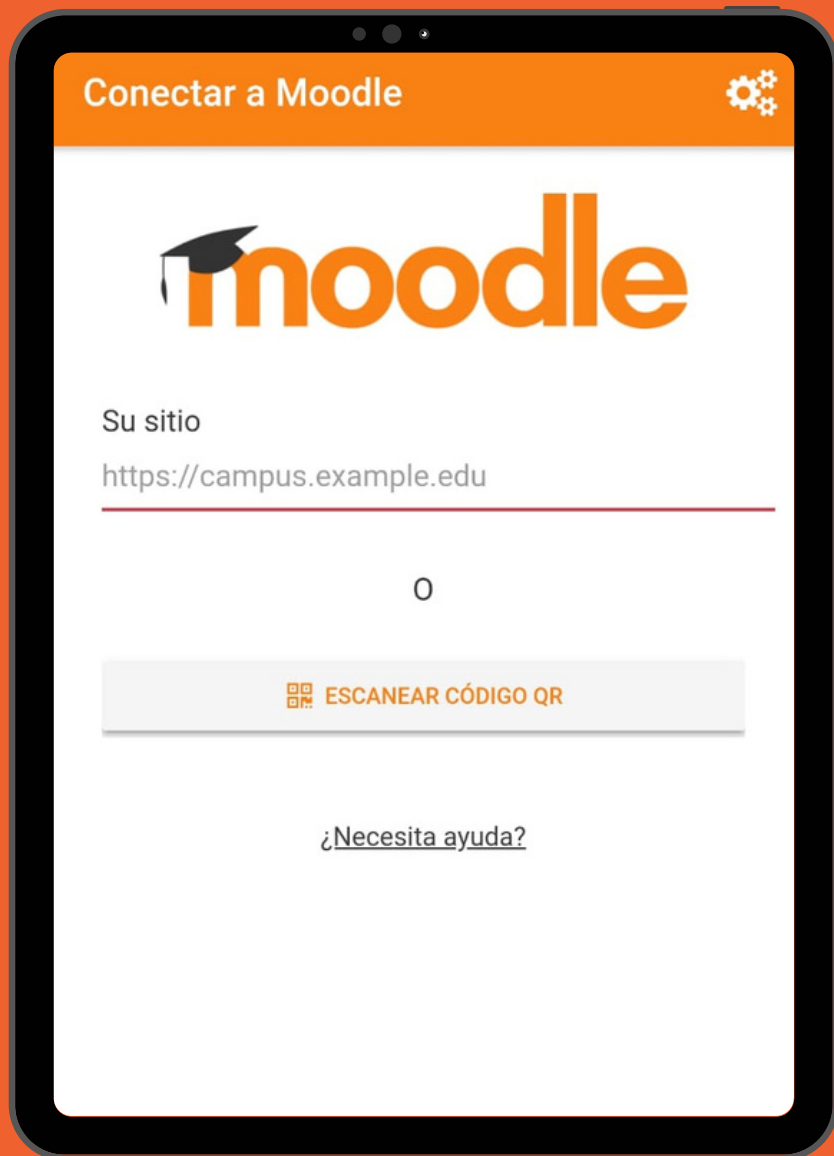 Conectar a Moodle
moodle
Su sitio
https://campus.example.edu
O
ESCANEAR CÓDIGO QR
¿Necesita ayuda?